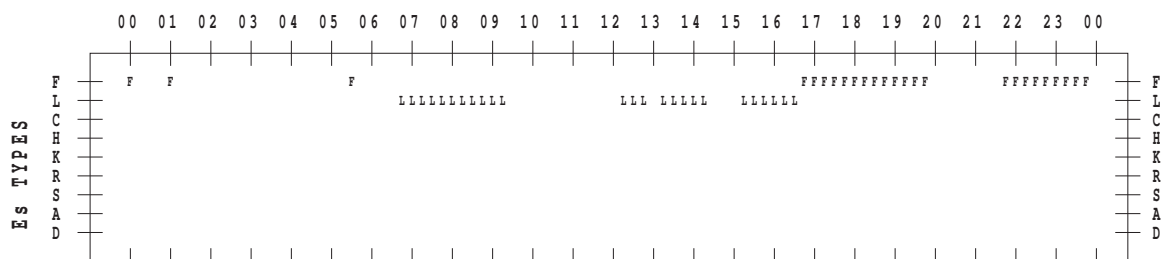 00 01 02 03 04 05 06 07 08 09 10 11 12 13 14 15 16 17 18 19 20 21 22 23 00
F F F F FFFFFFFFFFFFF FFFFFFFFF F
L LLLLLLLLLLL LLL LLLLL LLLLLL L
C C
H H
K K
R R
S S
A A
D D
Es TYPES